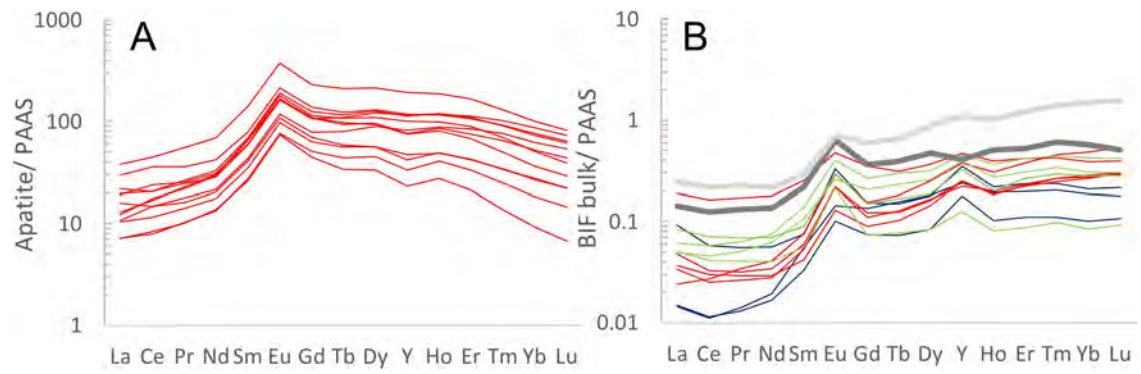 A
Apatite/ PAAS
1000
100
10
1
La Ce Pr Nd Sm Eu Gd Tb Dy Y Ho Er Tm Yb Lu
B
BIF bulk/ PAAS
10
1
0.1
0.01
La Ce Pr Nd Sm Eu Gd Tb Dy Y Ho Er Tm Yb Lu